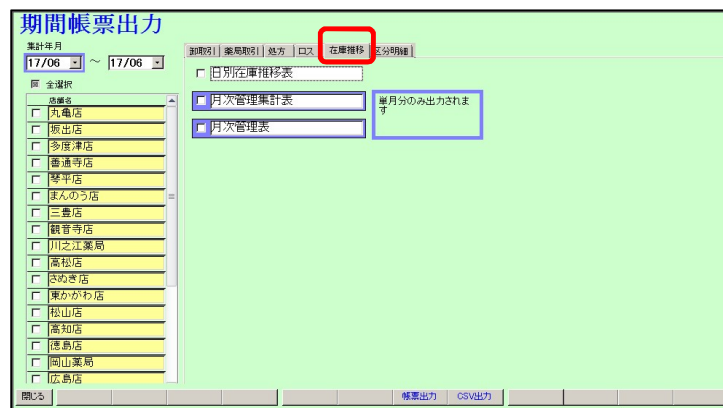 期間帳票出力
集計年月
17/06 ～ 17/06
全選択
店舗名
丸亀店
坂出店
多度津店
善通寺店
琴平店
まんのう店
三豊店
観音寺店
川之江薬局
高松店
さぬき店
東かがわ店
松山店
高知店
徳島店
岡山薬局
広島店
卸取引 薬局取引 処方 ロス 在庫推移 区分明細
日別在庫推移表
月次管理集計表
月次管理表
単月分のみ出力されま
す
閉じる 帳票出力 CSV出力